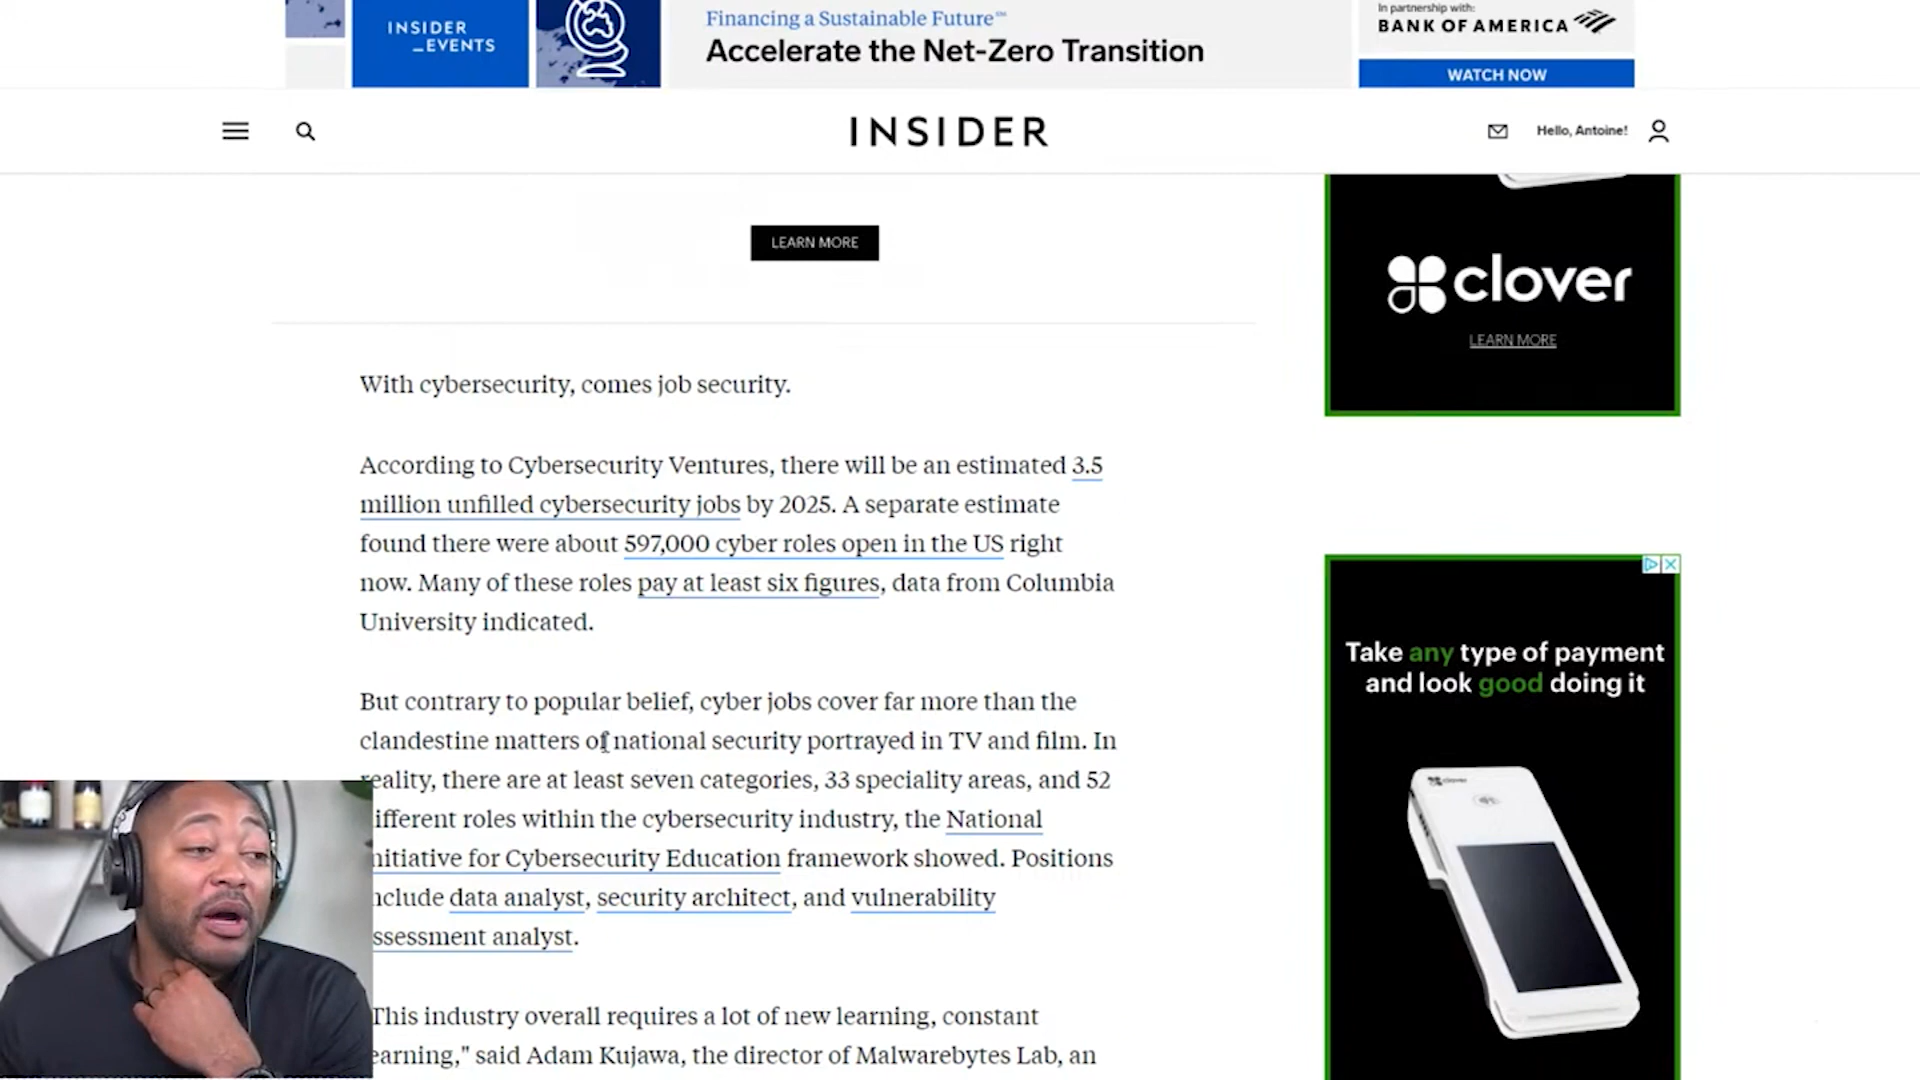 INSIDER
_EVENTS
Financing a Sustainable Future™
Accelerate the Net-Zero Transition
In partnership with:
BANK OF AMERICA
WATCH NOW
INSIDER
Hello, Antoine!
LEARN MORE
clover
LEARN MORE
With cybersecurity, comes job security.
According to Cybersecurity Ventures, there will be an estimated 3.5
million unfilled cybersecurity jobs by 2025. A separate estimate
found there were about 597,000 cyber roles open in the US right
now. Many of these roles pay at least six figures, data from Columbia
University indicated.
But contrary to popular belief, cyber jobs cover far more than the
clandestine matters of national security portrayed in TV and film. In
eality, there are at least seven categories, 33 speciality areas, and 52
ifferent roles within the cybersecurity industry, the National
nitiative for Cybersecurity Education framework showed. Positions
nclude data analyst, security architect, and vulnerability
ssessment analyst.
This industry overall requires a lot of new learning, constant
earning," said Adam Kujawa, the director of Malwarebytes Lab, an
Take any type of payment
and look good doing it
clover